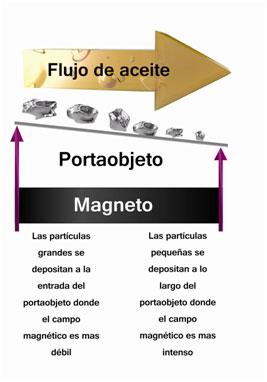 Flujo de aceite
Portaobjeto
Magneto
Las partículas
grandes se
depositan a la
entrada del
portaobjeto donde
el campo
magnético es mas
débil
Las partículas
pequeñas se
depositan a lo
largo del
portaobjeto donde
el campo
magnético es mas
intenso